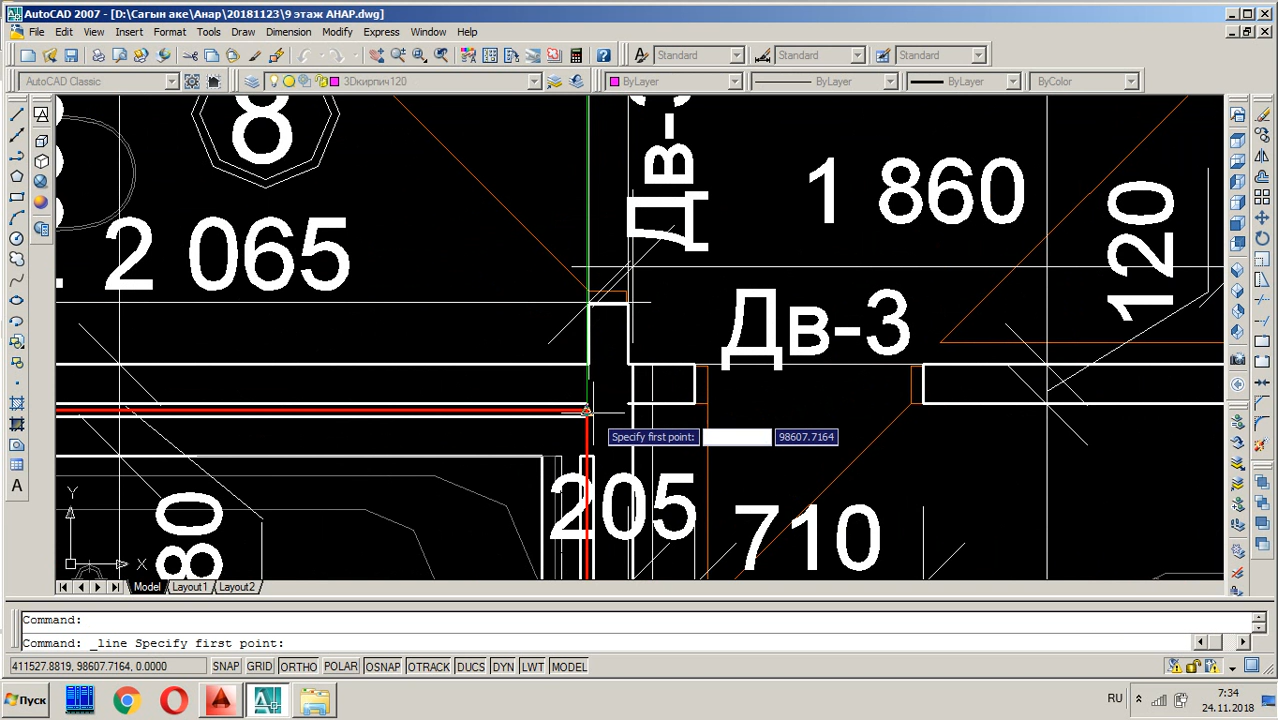 AutoCAD 2007 - [D:\Сагын аке\Анар\20181123\9 этаж АНАР.dwg]
File Edit View Insert Format Tools Draw Dimension Modify Express Window Help
Standard Standard Standard
AutoCAD Classic 3Dкирпич120 ByLayer ByLayer ByLayer ByColor
8
Дв-3
1 860
120
2 065
Дв-3
Specify first point: 98607.7164
205
710
80
Y
X
Model Layout1 Layout2
Command:
Command: _line Specify first point:
411527.8819, 98607.7164, 0.0000 SNAP GRID ORTHO POLAR OSNAP OTRACK DUCS DYN LWT MODEL
Пуск RU 7:34
24.11.2018